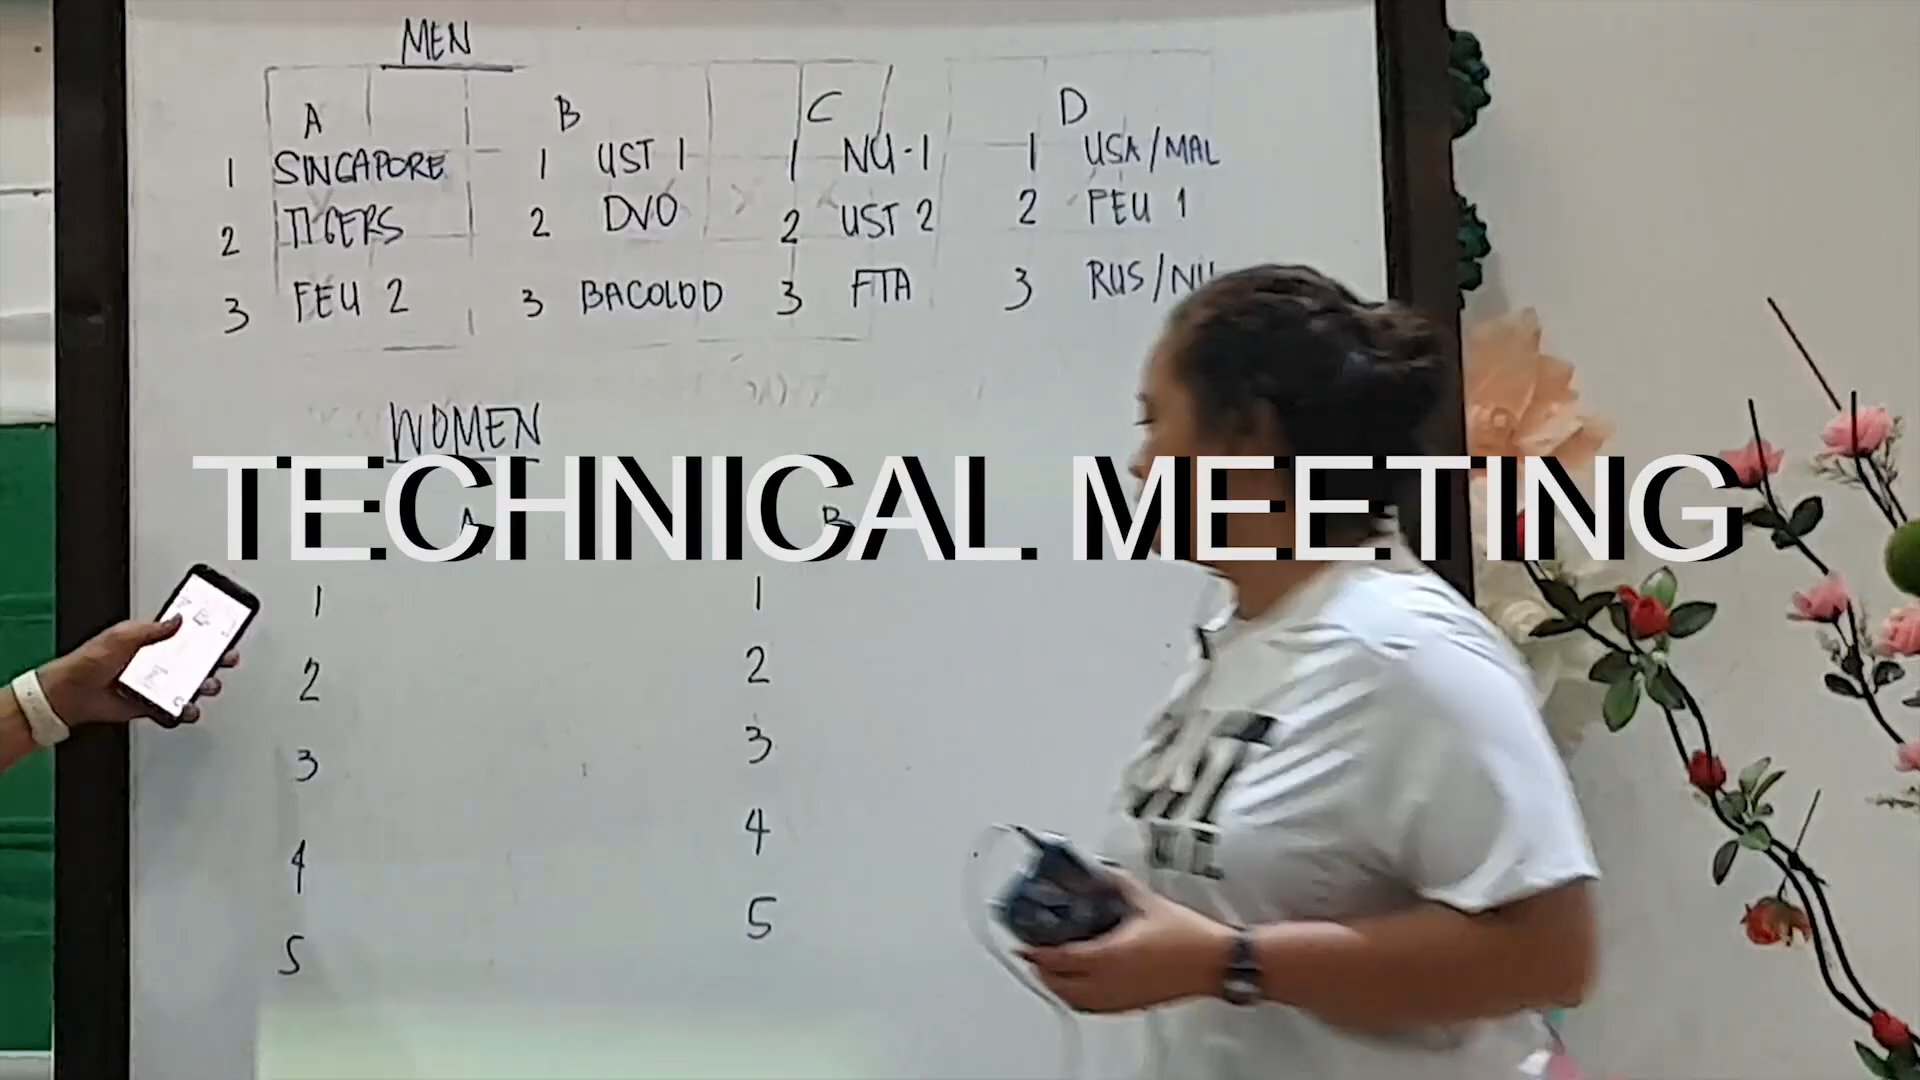 MEN
A B C D
1 SINGAPORE 1 UST 1 1 NU-1 1 USA/MAL
2 TIGERS 2 DVO 2 UST 2 2 FEU 1
3 FEU 2 3 BACOLOD 3 FTA 3 RUS/NU
WOMEN
TECHNICAL MEETING
A B
1 1
2 2
3 3
4 4
5 5